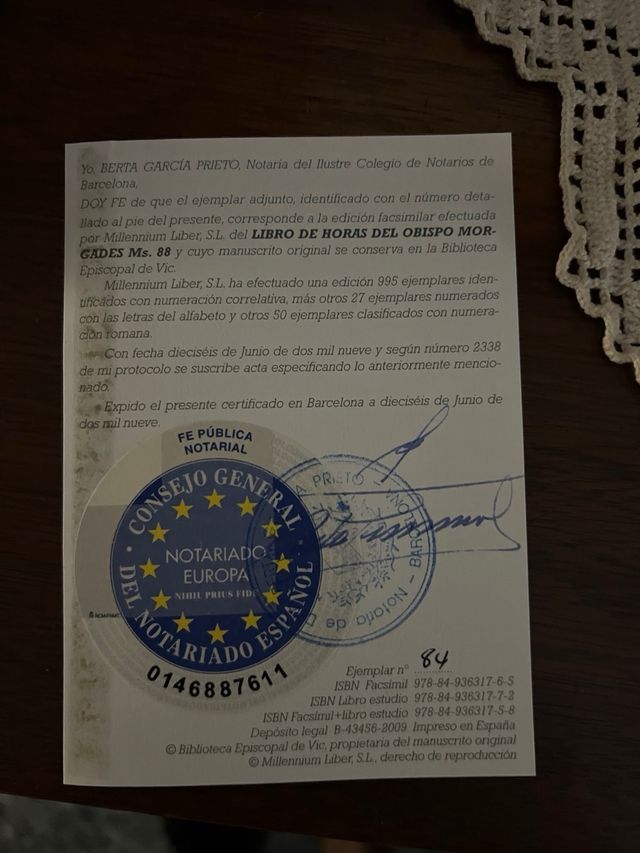 Yo, BERTA GARCÍA PRIETO, Notaria del Ilustre Colegio de Notarios de
Barcelona,
DOY FE de que el ejemplar adjunto, identificado con el número deta-
llado al pie del presente, corresponde a la edición facsimilar efectuada
por Millennium Liber, S.L. del LIBRO DE HORAS DEL OBISPO MOR-
GADES Ms. 88 y cuyo manuscrito original se conserva en la Biblioteca
Episcopal de Vic.
Millennium Liber, S.L. ha efectuado una edición 995 ejemplares iden-
tificados con numeración correlativa, más otros 27 ejemplares numerados
con las letras del alfabeto y otros 50 ejemplares clasificados con numera-
ción romana.
Con fecha dieciséis de Junio de dos mil nueve y según número 2338
de mi protocolo se suscribe acta especificando lo anteriormente mencio-
nado.
Expido el presente certificado en Barcelona a dieciséis de Junio de
dos mil nueve.
FE PÚBLICA
NOTARIAL
CONSEJO GENERAL
DEL NOTARIADO ESPAÑOL
NOTARIADO
EUROPA
NIHIL PRIUS FIDE
0146887611
PRIETO
Notaria de
Ejemplar nº 84
ISBN Facsímil 978-84-936317-6-5
ISBN Libro estudio 978-84-936317-7-2
ISBN Facsímil+libro estudio 978-84-936317-5-8
Depósito legal B-43456-2009 Impreso en España
© Biblioteca Episcopal de Vic, propietaria del manuscrito original
© Millennium Liber, S.L., derecho de reproducción